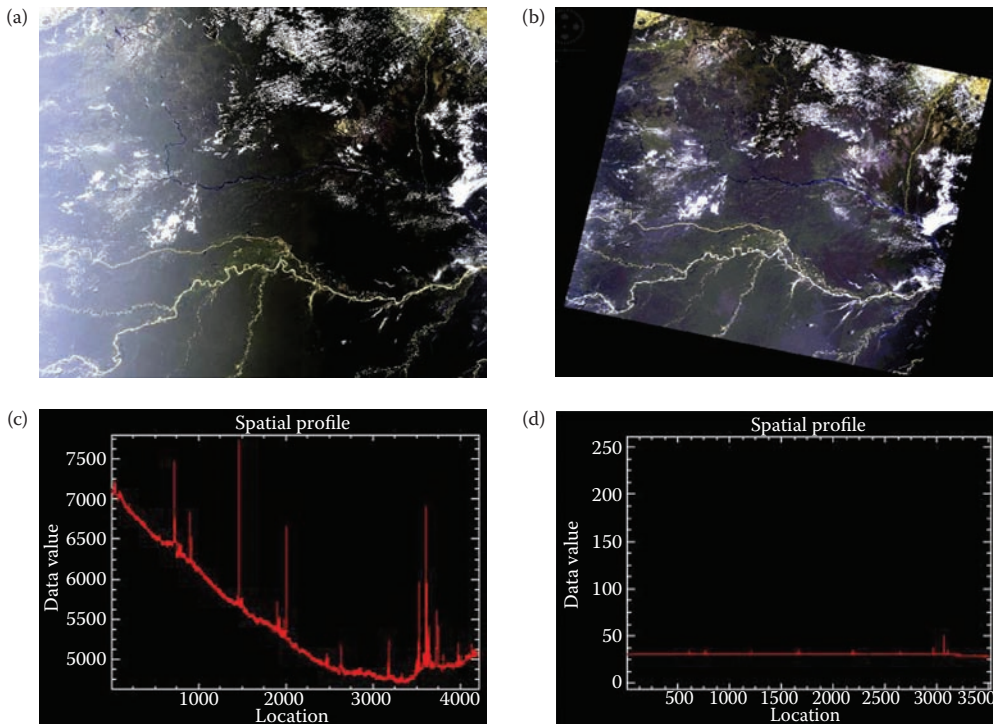 (a)
(b)
(c)
Spatial profile
7500
7000
6500
6000
5500
5000
Data value
1000
2000
3000
4000
Location
(d)
Spatial profile
250
200
150
100
50
0
Data value
500
1000
1500
2000
2500
3000
3500
Location